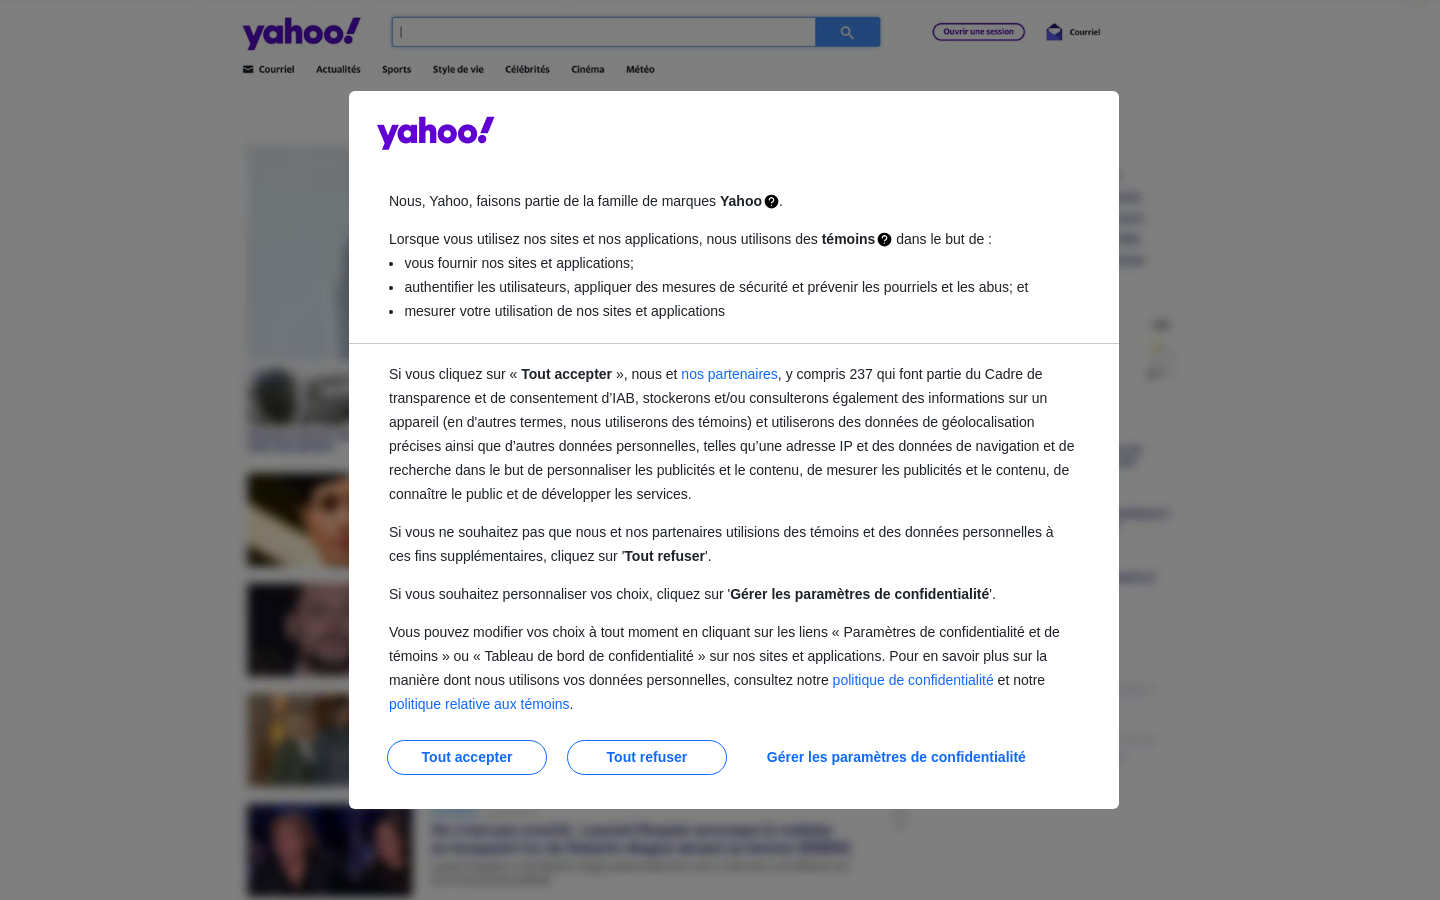 yahoo!
Ouvrir une session
Courriel
Courriel
Actualités
Sports
Style de vie
Célébrités
Cinéma
Météo
yahoo!
Nous, Yahoo, faisons partie de la famille de marques Yahoo.
Lorsque vous utilisez nos sites et nos applications, nous utilisons des témoins dans le but de :
• vous fournir nos sites et applications;
• authentifier les utilisateurs, appliquer des mesures de sécurité et prévenir les pourriels et les abus; et
• mesurer votre utilisation de nos sites et applications
Si vous cliquez sur « Tout accepter », nous et nos partenaires, y compris 237 qui font partie du Cadre de
transparence et de consentement d’IAB, stockerons et/ou consulterons également des informations sur un
appareil (en d'autres termes, nous utiliserons des témoins) et utiliserons des données de géolocalisation
précises ainsi que d’autres données personnelles, telles qu’une adresse IP et des données de navigation et de
recherche dans le but de personnaliser les publicités et le contenu, de mesurer les publicités et le contenu, de
connaître le public et de développer les services.
Si vous ne souhaitez pas que nous et nos partenaires utilisions des témoins et des données personnelles à
ces fins supplémentaires, cliquez sur 'Tout refuser'.
Si vous souhaitez personnaliser vos choix, cliquez sur 'Gérer les paramètres de confidentialité'.
Vous pouvez modifier vos choix à tout moment en cliquant sur les liens « Paramètres de confidentialité et de
témoins » ou « Tableau de bord de confidentialité » sur nos sites et applications. Pour en savoir plus sur la
manière dont nous utilisons vos données personnelles, consultez notre politique de confidentialité et notre
politique relative aux témoins.
Tout accepter
Tout refuser
Gérer les paramètres de confidentialité